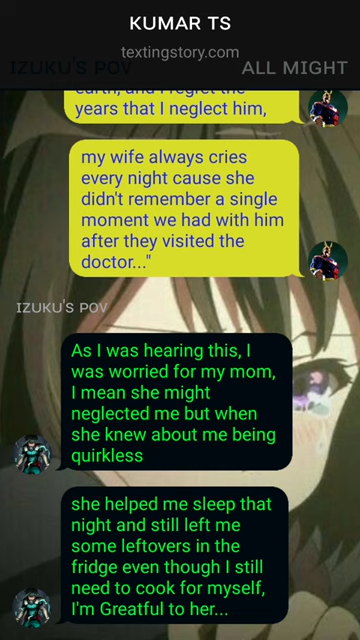 KUMAR TS
textingstory.com
IZUKU'S POV
ALL MIGHT
earth, and I regret the
years that I neglect him,
my wife always cries
every night cause she
didn't remember a single
moment we had with him
after they visited the
doctor..."
IZUKU'S POV
As I was hearing this, I
was worried for my mom,
I mean she might
neglected me but when
she knew about me being
quirkless
she helped me sleep that
night and still left me
some leftovers in the
fridge even though I still
need to cook for myself,
I'm Greatful to her...